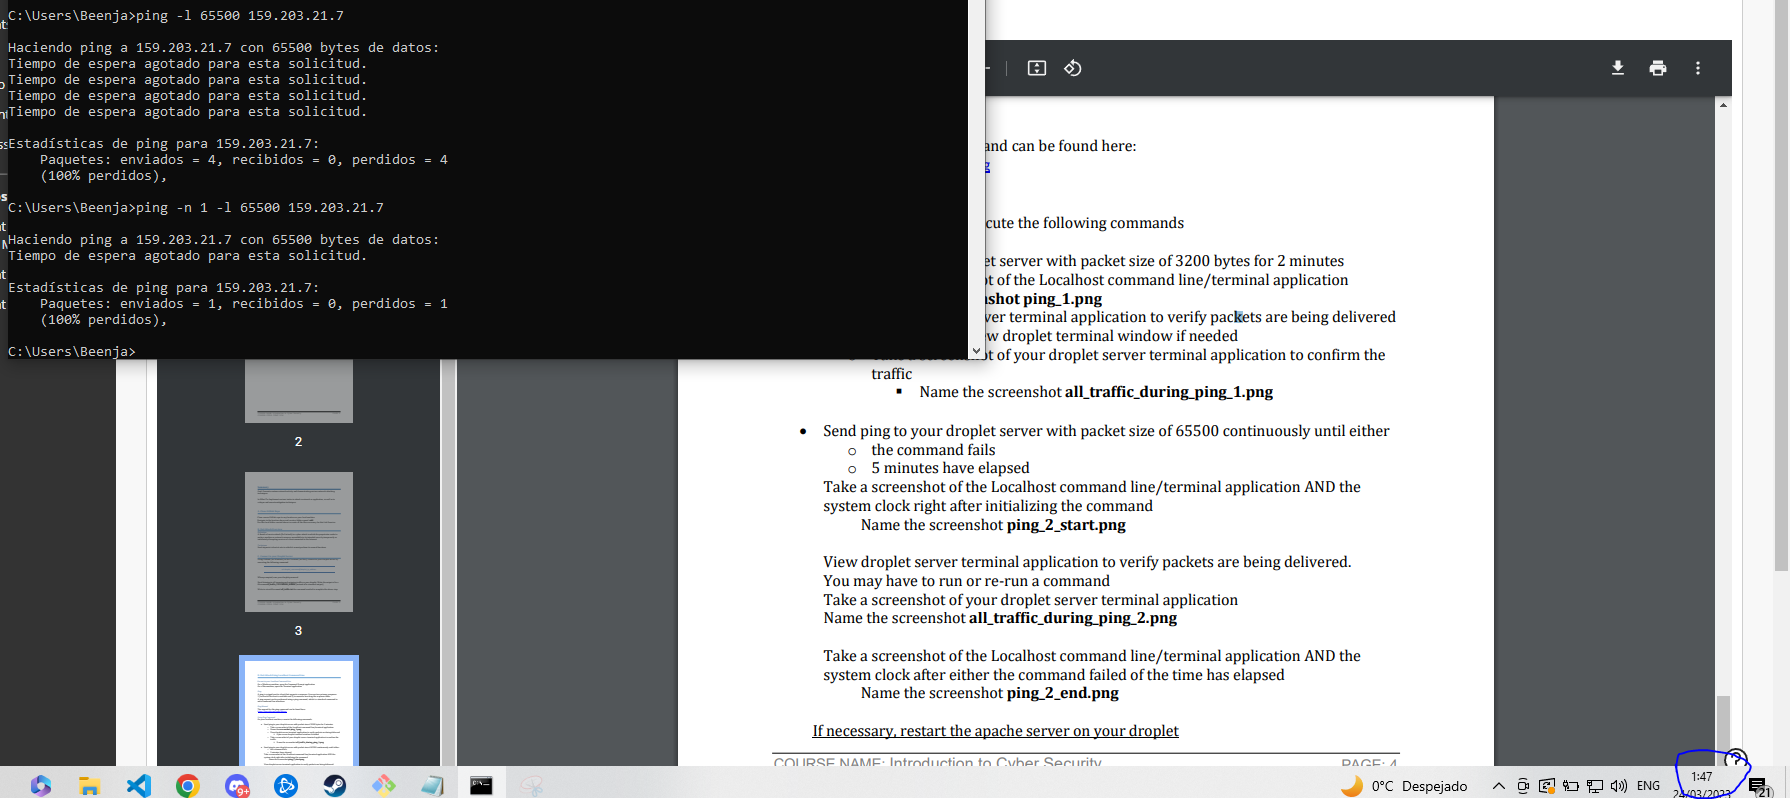 C:\Users\Beenja>ping -l 65500 159.203.21.7
Haciendo ping a 159.203.21.7 con 65500 bytes de datos:
Tiempo de espera agotado para esta solicitud.
Tiempo de espera agotado para esta solicitud.
Tiempo de espera agotado para esta solicitud.
Tiempo de espera agotado para esta solicitud.
Estadísticas de ping para 159.203.21.7:
Paquetes: enviados = 4, recibidos = 0, perdidos = 4
(100% perdidos),
C:\Users\Beenja>ping -n 1 -l 65500 159.203.21.7
Haciendo ping a 159.203.21.7 con 65500 bytes de datos:
Tiempo de espera agotado para esta solicitud.
Estadísticas de ping para 159.203.21.7:
Paquetes: enviados = 1, recibidos = 0, perdidos = 1
(100% perdidos),
C:\Users\Beenja>
and can be found here:
cute the following commands
et server with packet size of 3200 bytes for 2 minutes
ot of the Localhost command line/terminal application
nshot ping_1.png
ver terminal application to verify packets are being delivered
ew droplet terminal window if needed
of your droplet server terminal application to confirm the
traffic
▪ Name the screenshot all_traffic_during_ping_1.png
• Send ping to your droplet server with packet size of 65500 continuously until either
o the command fails
o 5 minutes have elapsed
Take a screenshot of the Localhost command line/terminal application AND the
system clock right after initializing the command
Name the screenshot ping_2_start.png
View droplet server terminal application to verify packets are being delivered.
You may have to run or re-run a command
Take a screenshot of your droplet server terminal application
Name the screenshot all_traffic_during_ping_2.png
Take a screenshot of the Localhost command line/terminal application AND the
system clock after either the command failed of the time has elapsed
Name the screenshot ping_2_end.png
If necessary, restart the apache server on your droplet
COURSE NAME: Introduction to Cyber Security
PAGE: 4
2
3
9+
0°C Despejado
ENG
1:47
24/03/2023
21